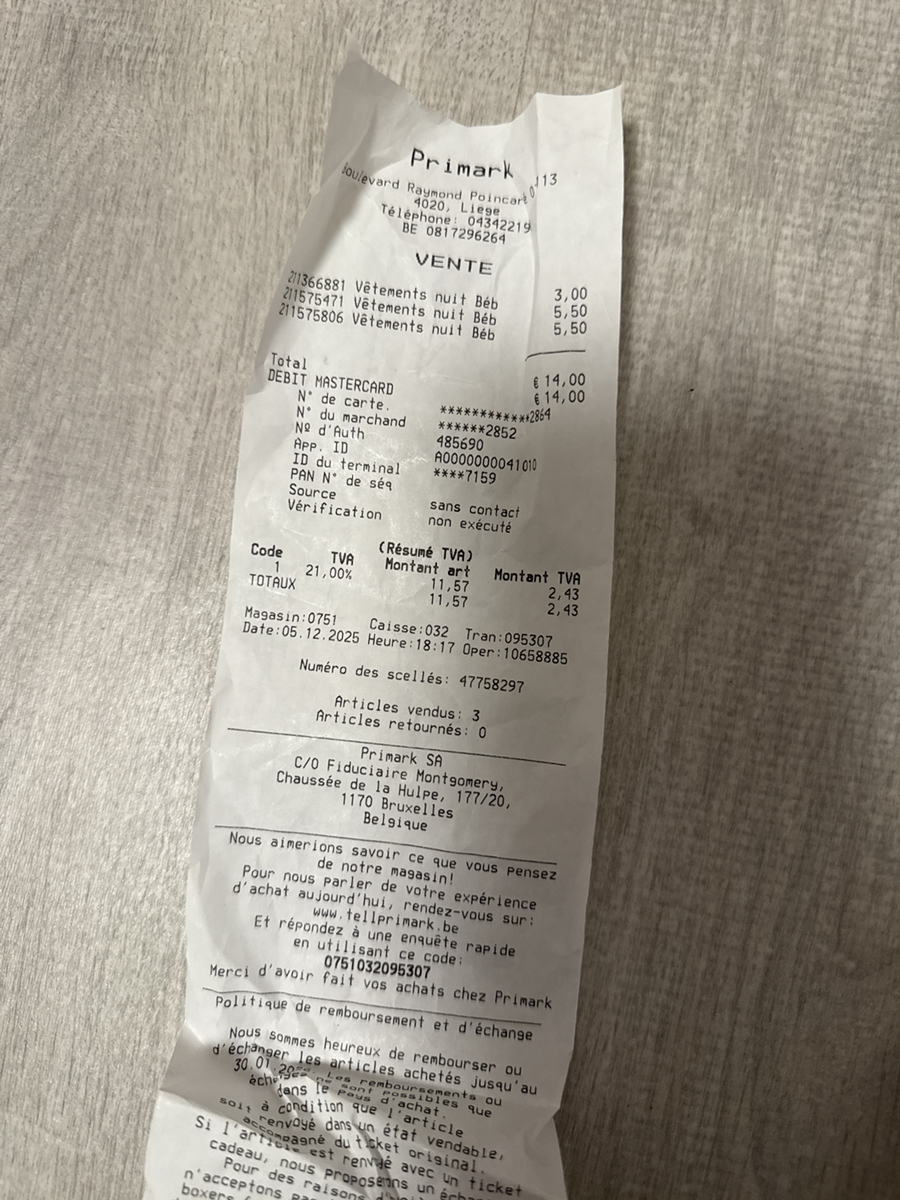 Primark
Boulevard Raymond Poincaré 113
4020, Liege
Téléphone: 04342219
BE 0817296264
VENTE
211366881 Vêtements nuit Béb 3,00
211575471 Vêtements nuit Béb 5,50
211575806 Vêtements nuit Béb 5,50
Total € 14,00
DEBIT MASTERCARD € 14,00
N° de carte. ************2864
N° du marchand ******2852
Nº d'Auth 485690
App. ID A0000000041010
ID du terminal ****7159
PAN N° de séq
Source sans contact
Vérification non exécuté
(Résumé TVA)
Code TVA Montant art Montant TVA
1 21,00% 11,57 2,43
TOTAUX 11,57 2,43
Magasin:0751 Caisse:032 Tran:095307
Date:05.12.2025 Heure:18:17 Oper:10658885
Numéro des scellés: 47758297
Articles vendus: 3
Articles retournés: 0
Primark SA
C/O Fiduciaire Montgomery,
Chaussée de la Hulpe, 177/20,
1170 Bruxelles
Belgique
Nous aimerions savoir ce que vous pensez
de notre magasin!
Pour nous parler de votre expérience
d'achat aujourd'hui, rendez-vous sur:
www.tellprimark.be
Et répondez à une enquête rapide
en utilisant ce code:
0751032095307
Merci d'avoir fait vos achats chez Primark
Politique de remboursement et d'échange
Nous sommes heureux de rembourser ou
d'échanger les articles achetés jusqu'au
Les remboursements ou
ne sont possibles que
dans le pays d'achat.
soit à condition que l'article
renvoyé dans un état vendable,
accompagné du ticket original.
Si l'article est renvoyé avec un ticket
cadeau, nous proposons un
Pour des raisons
n'acceptons pas
boxers